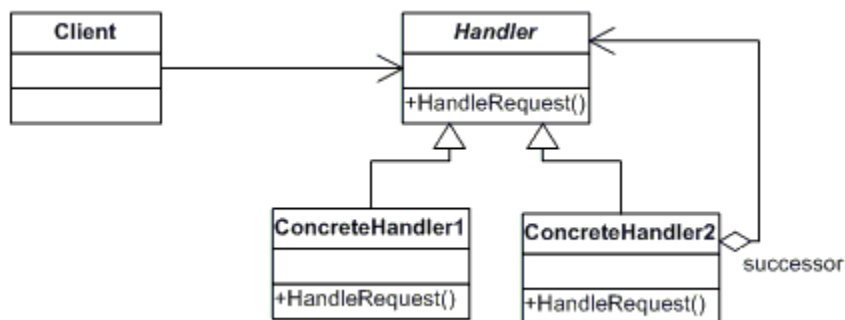 Client
Handler
+HandleRequest()
ConcreteHandler1
+HandleRequest()
ConcreteHandler2
+HandleRequest()
successor